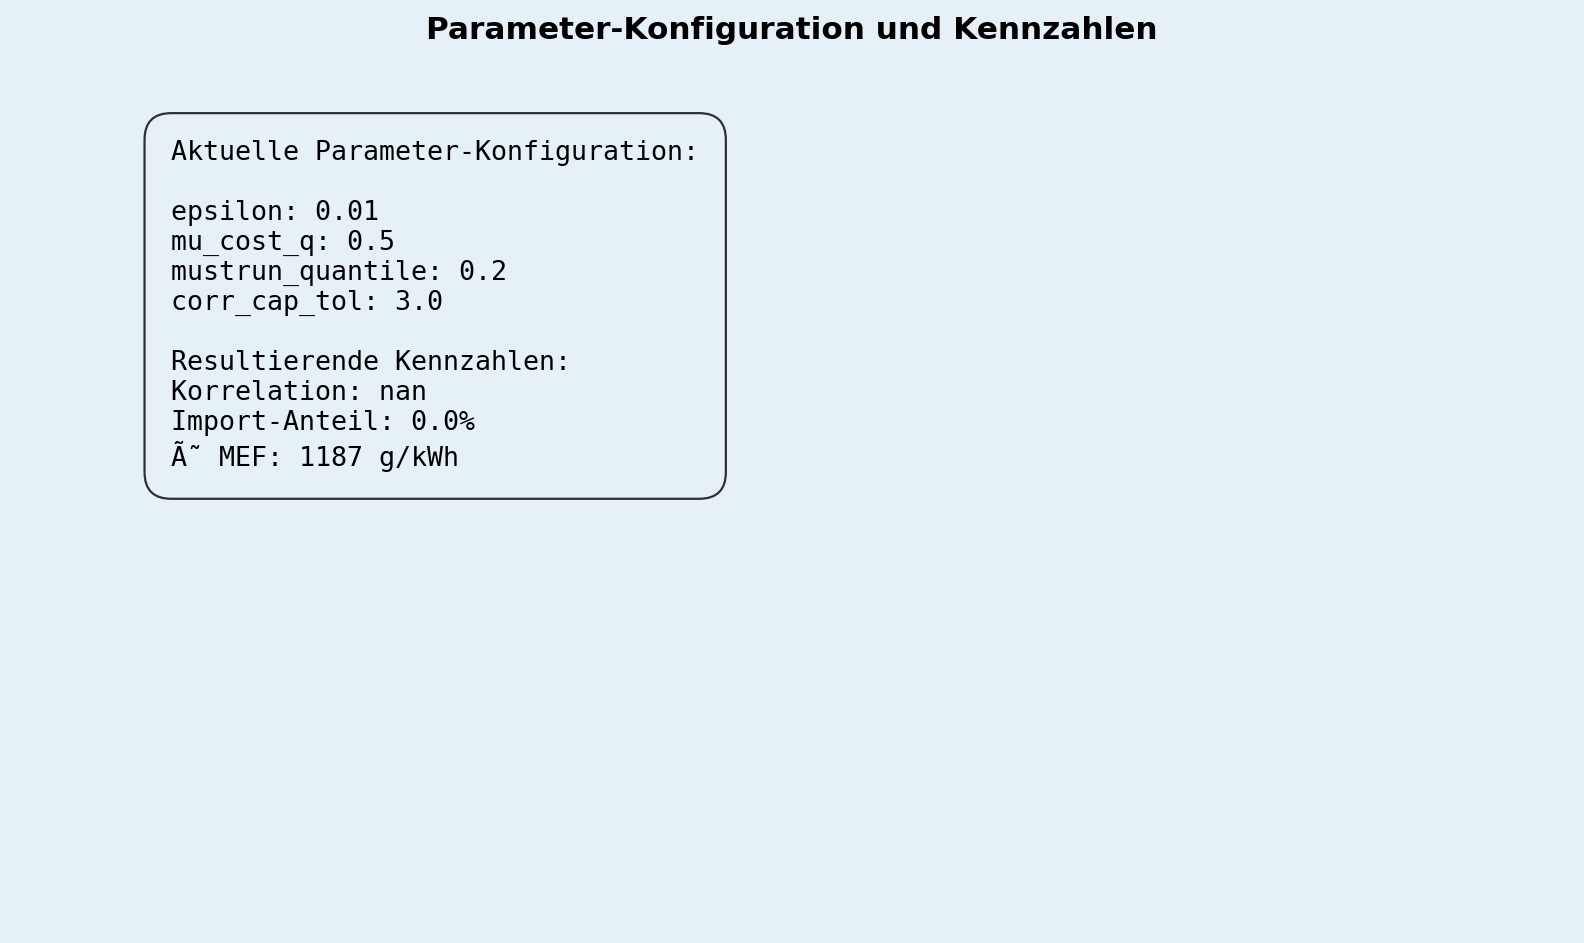 Parameter-Konfiguration und Kennzahlen
Aktuelle Parameter-Konfiguration:
epsilon: 0.01
mu_cost_q: 0.5
mustrun_quantile: 0.2
corr_cap_tol: 3.0
Resultierende Kennzahlen:
Korrelation: nan
Import-Anteil: 0.0%
Ã˜ MEF: 1187 g/kWh